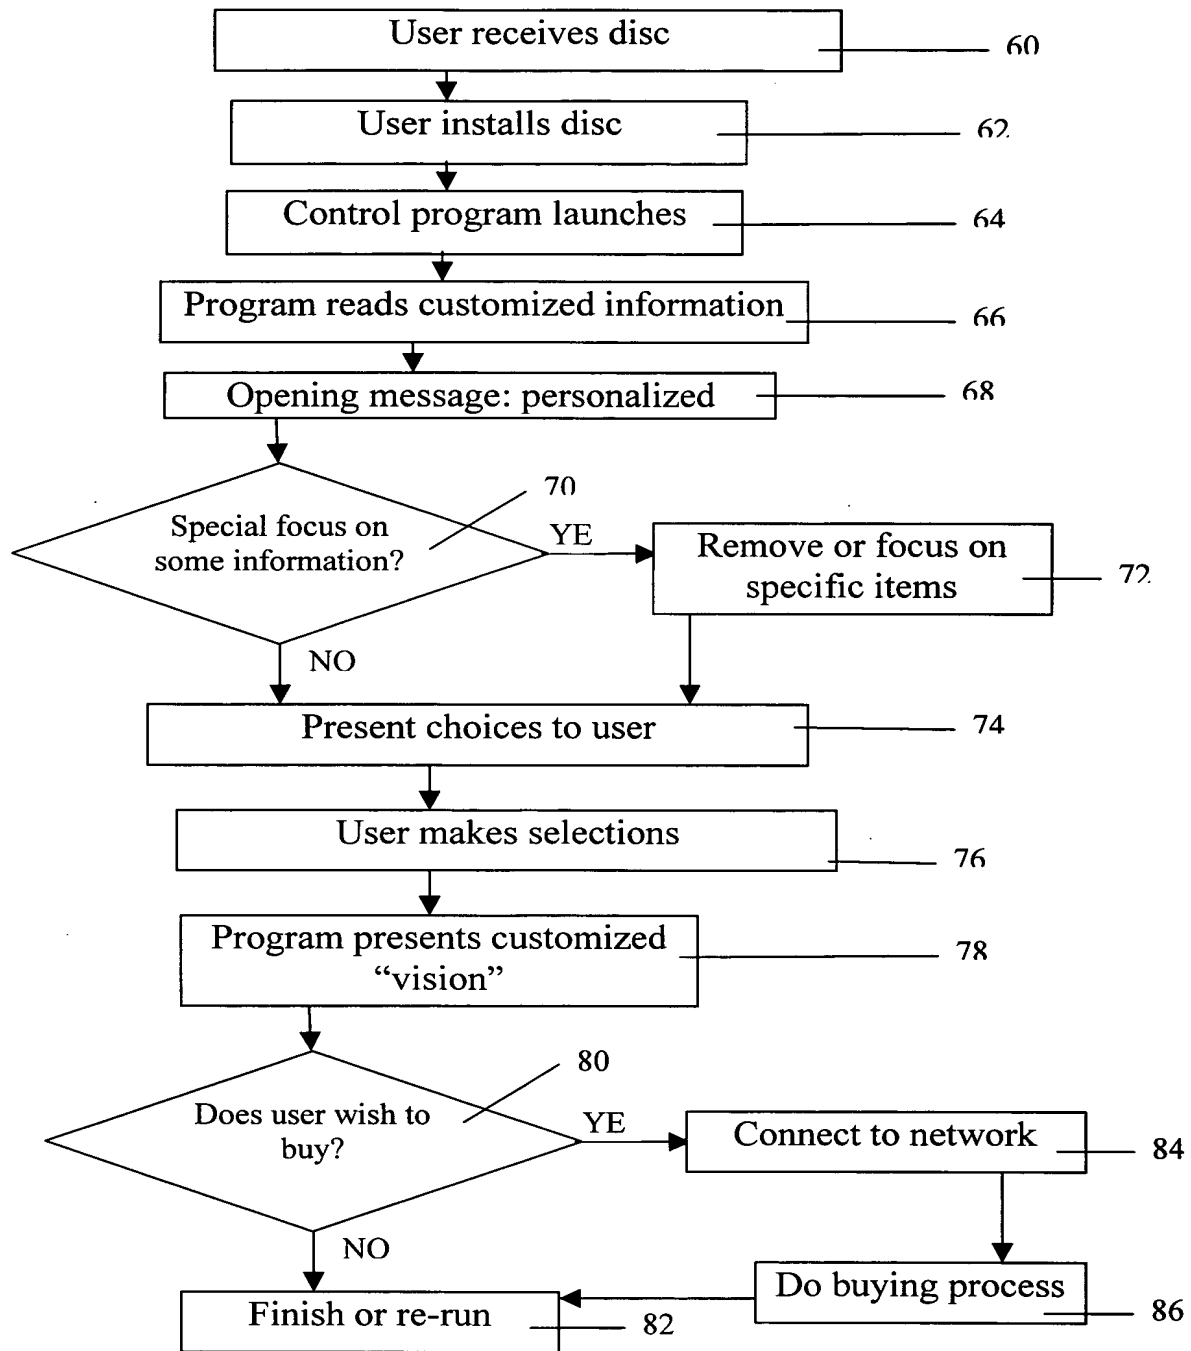 User receives disc
60
User installs disc
62
Control program launches
64
Program reads customized information
66
Opening message: personalized
68
70
Special focus on
some information?
YE
Remove or focus on
specific items
72
NO
Present choices to user
74
User makes selections
76
Program presents customized
“vision”
78
80
Does user wish to
buy?
YE
Connect to network
84
NO
Do buying process
86
Finish or re-run
82